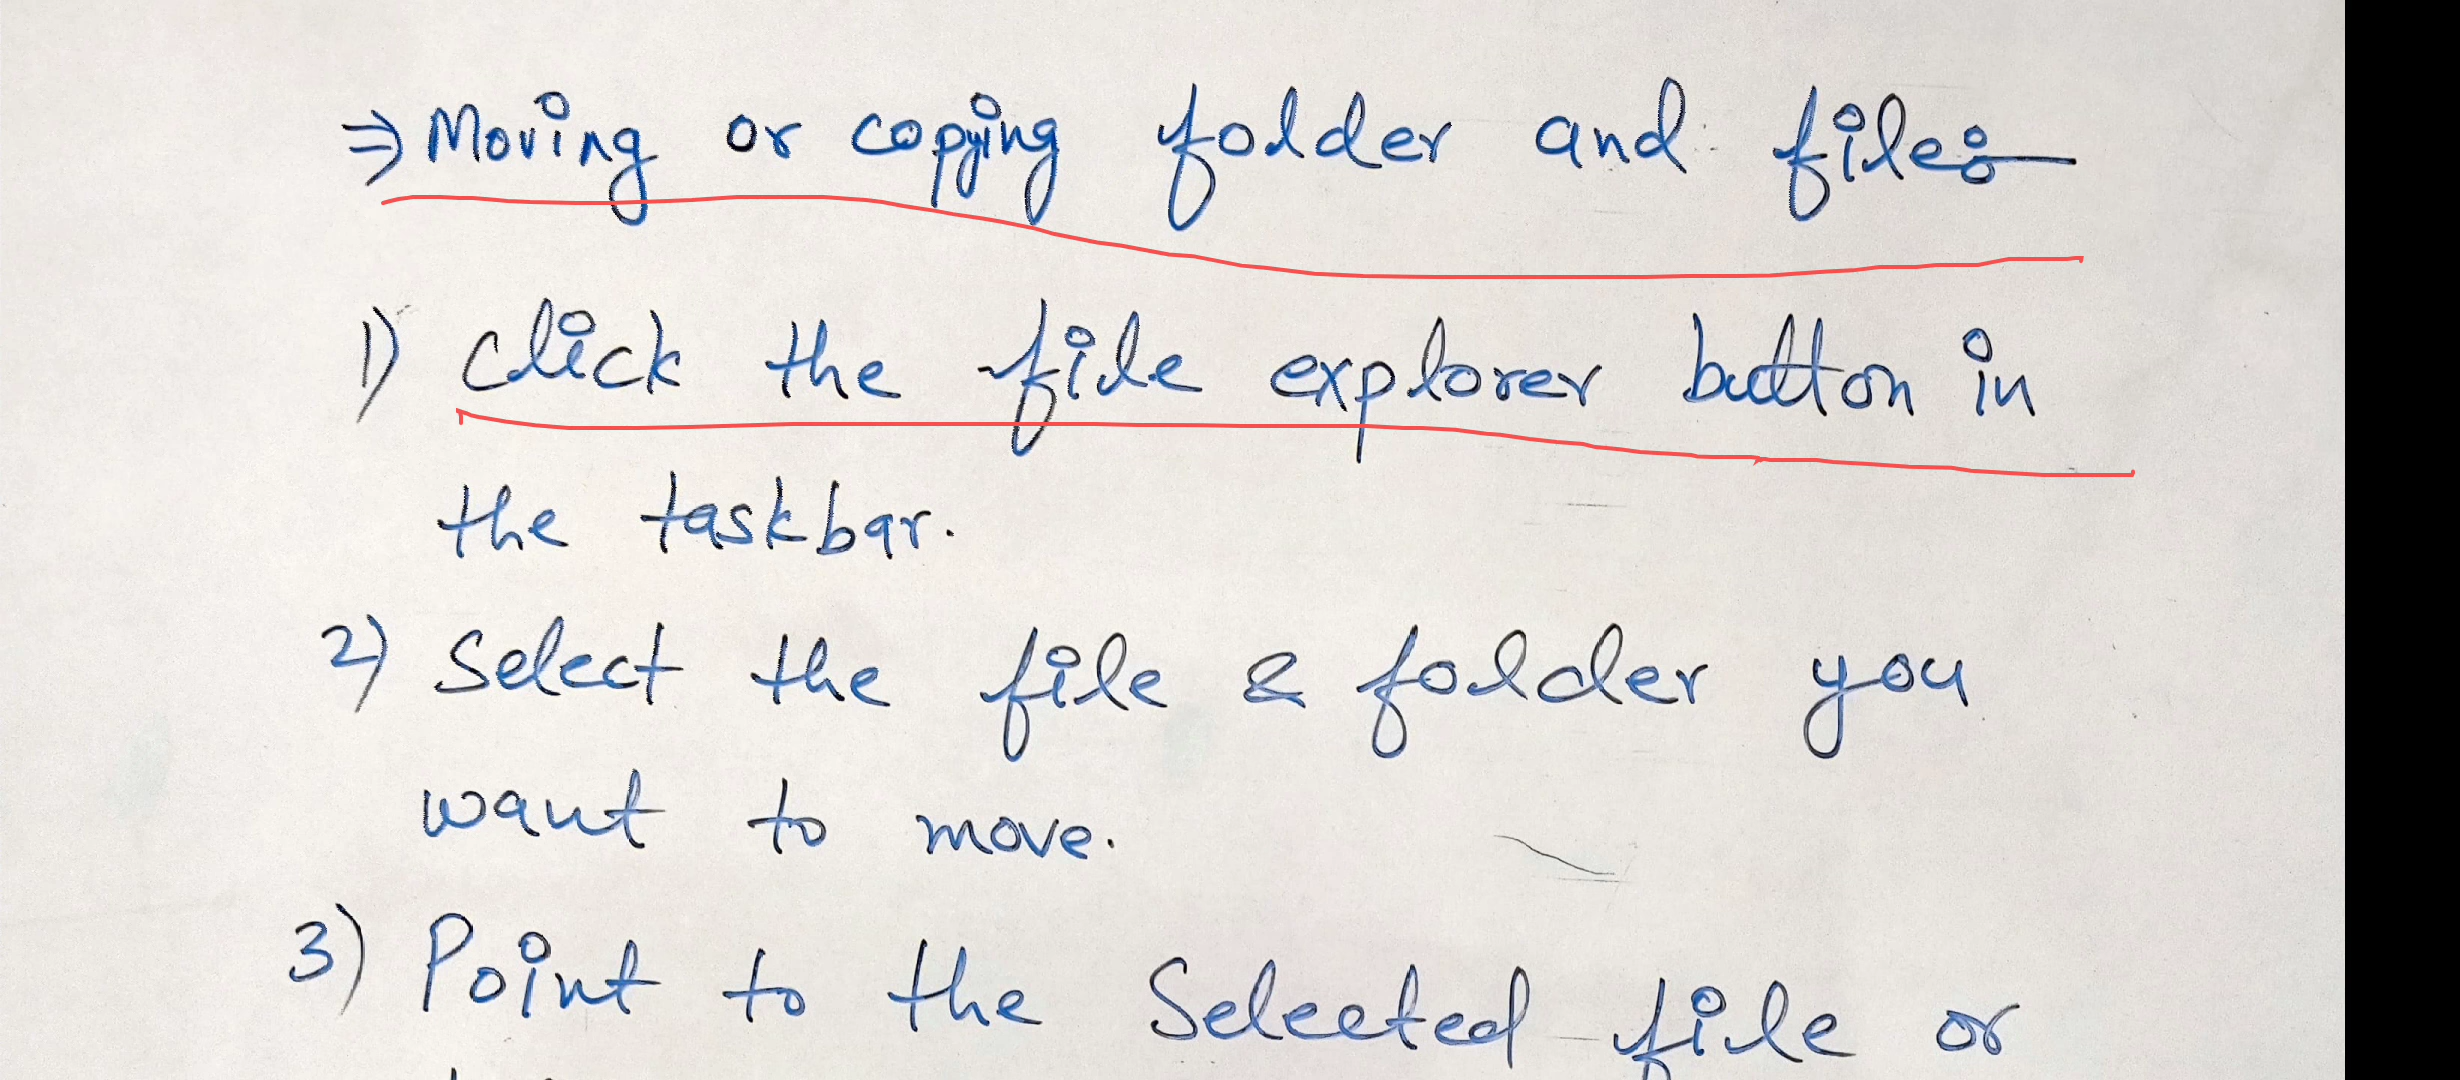 ⇒ Moving or copying folder and file:-
1) Click the file explorer button in
the taskbar.
2) Select the file & folder you
want to move.
3) Point to the Selected file or